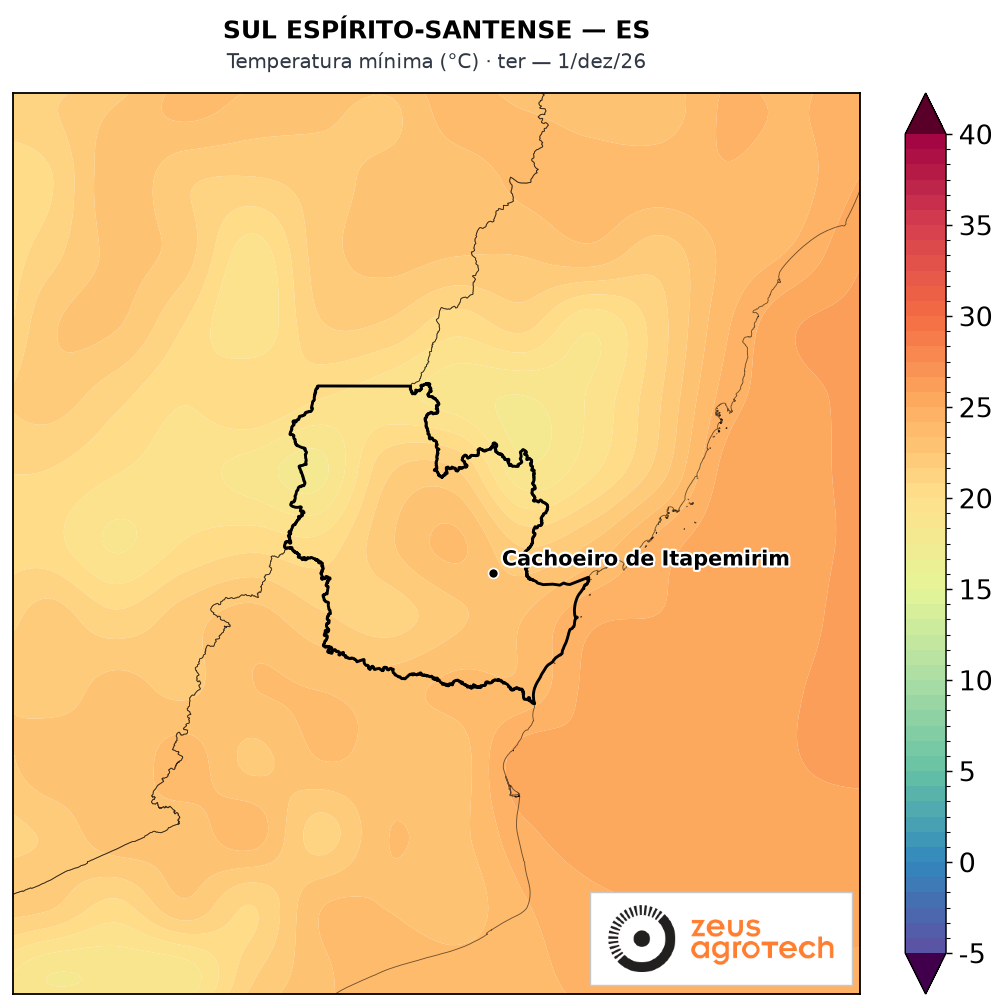 SUL ESPÍRITO-SANTENSE — ES
Temperatura mínima (°C) · ter — 1/dez/26
40
35
30
25
20
15
10
5
0
-5
Cachoeiro de Itapemirim
zeus
agrotech